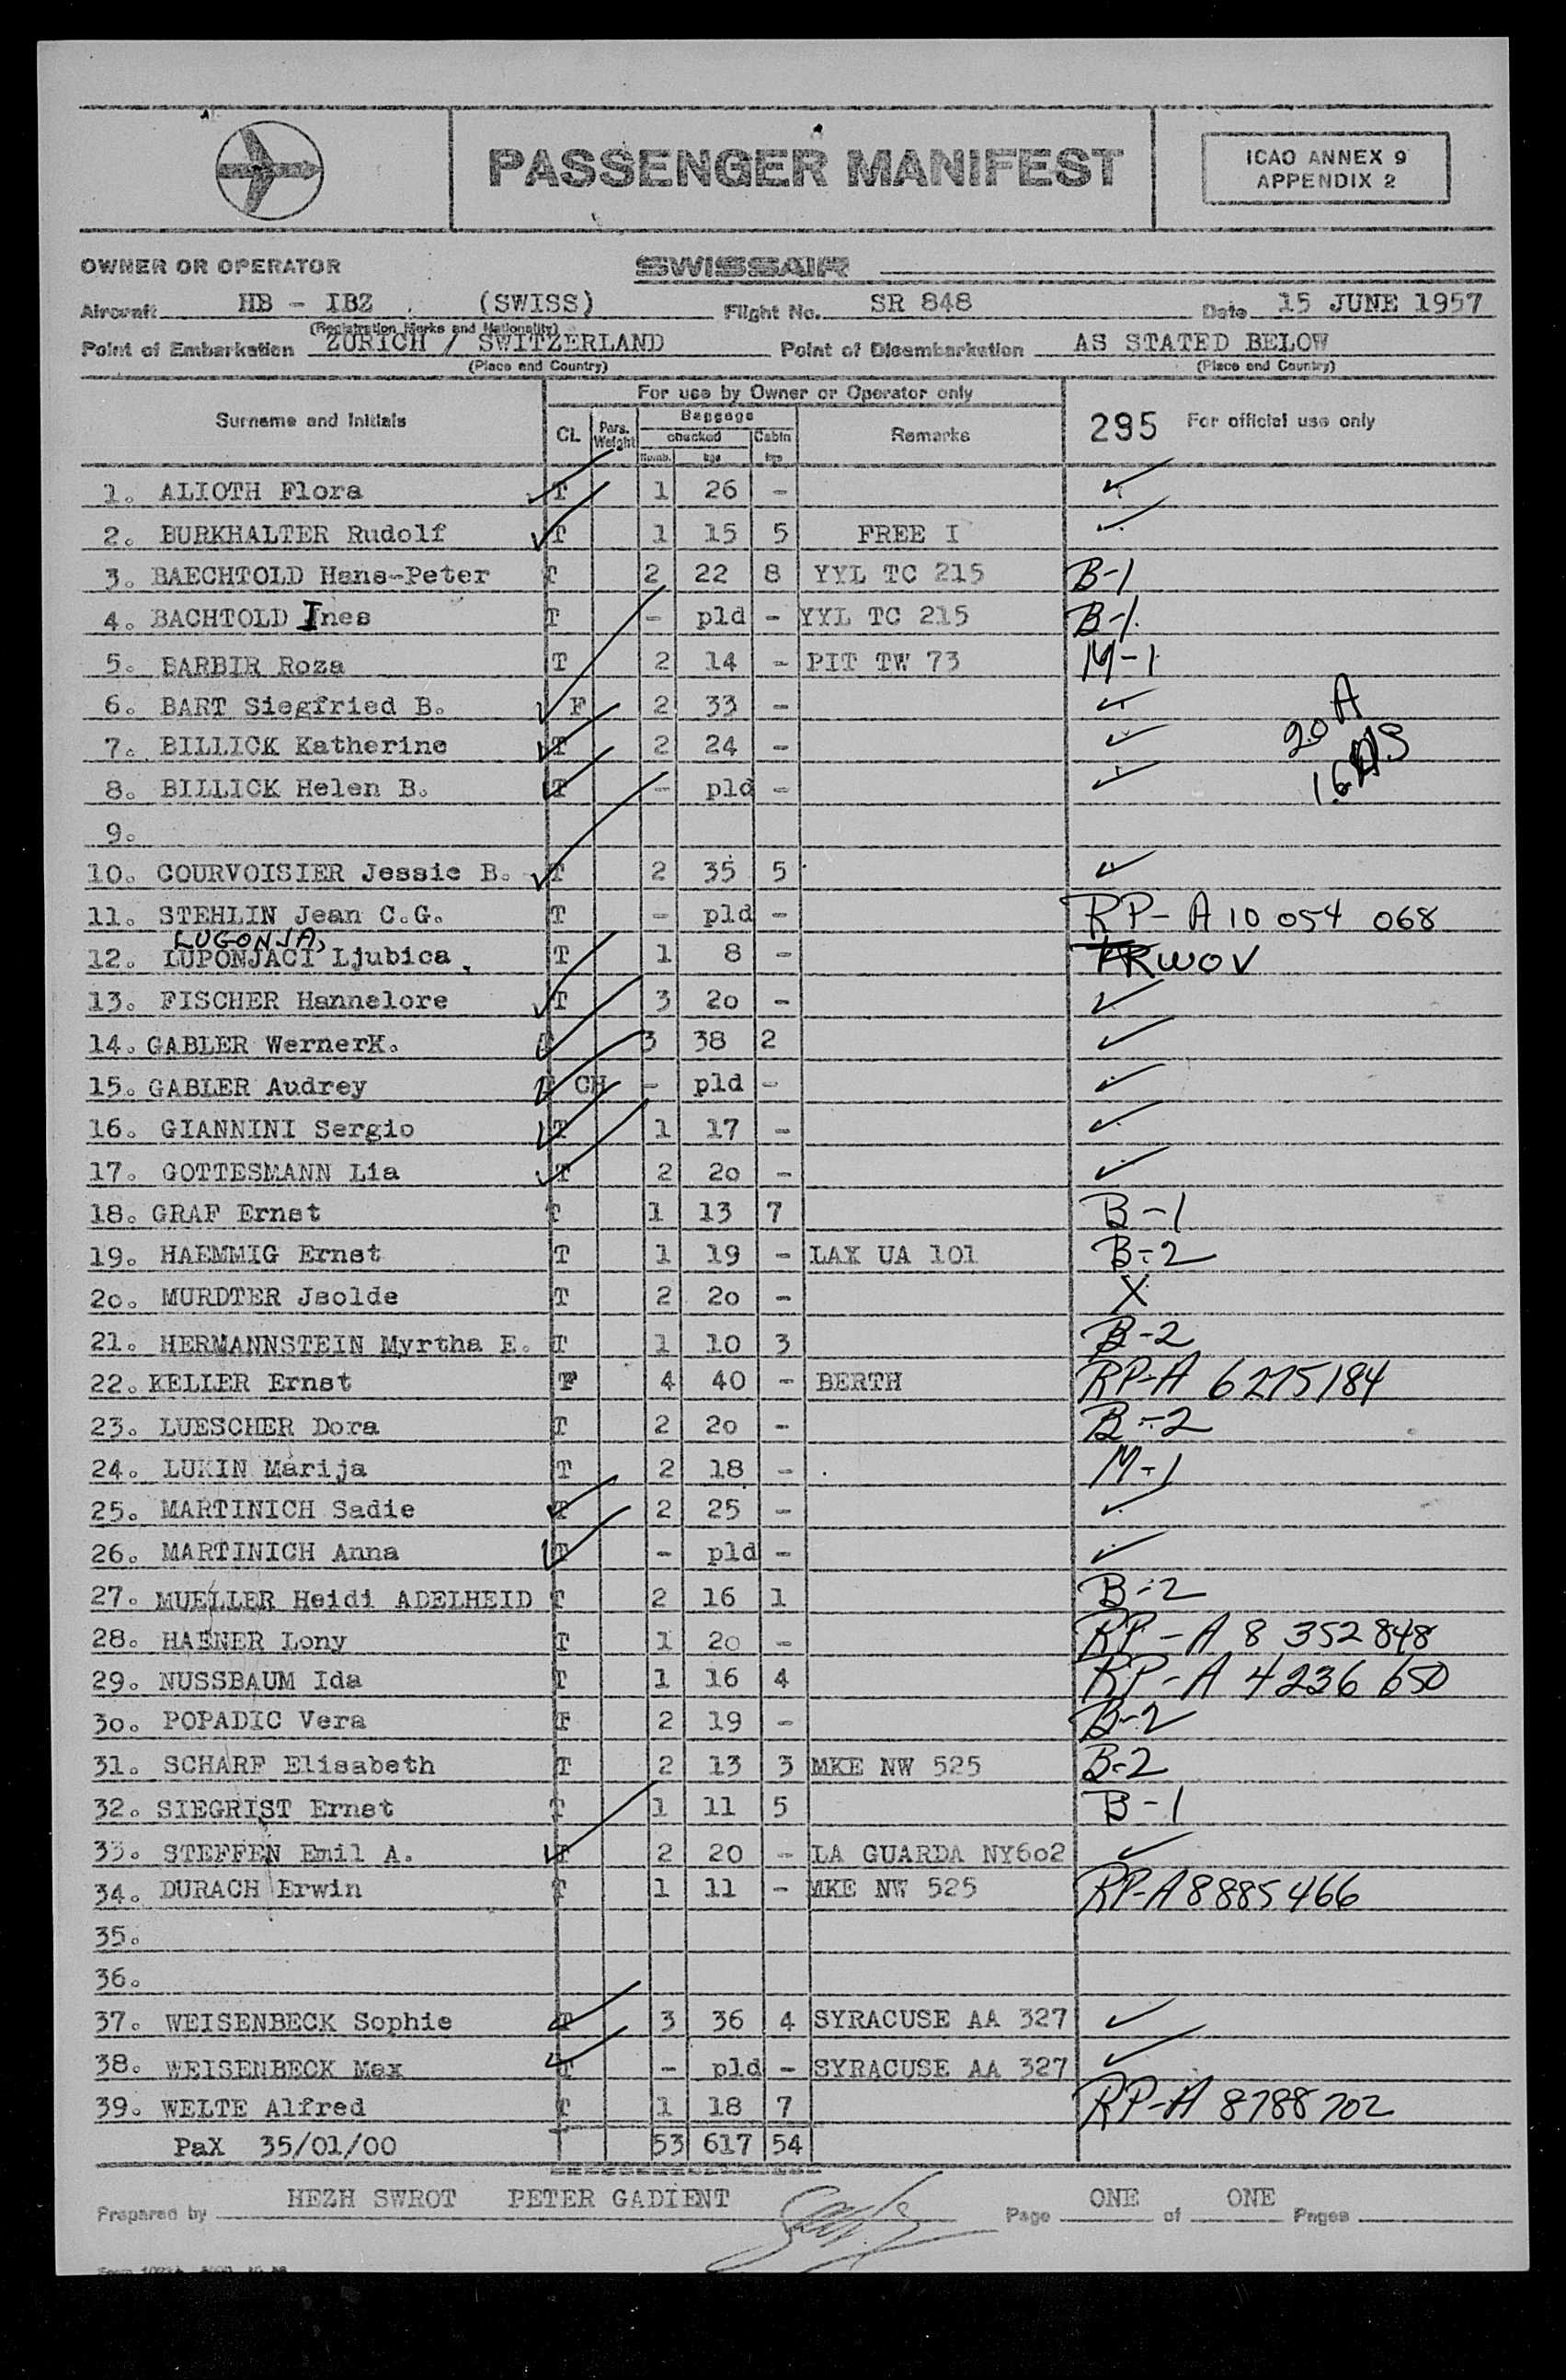 PASSENGER MANIFEST
ICAO ANNEX 9
APPENDIX 2
OWNER OR OPERATOR SWISSAIR
Aircraft HB - IBZ (SWISS) Flight No. SR 848 Date 15 JUNE 1957
(Registration Marks and Nationality)
Point of Embarkation ZURICH / SWITZERLAND Point of Disembarkation AS STATED BELOW
(Place and Country) (Place and Country)
For use by Owner or Operator only
Surname and Initials CL Pers. Weight Baggage checked Cabin Numb. kgs kgs Remarks 295 For official use only
1. ALIOTH Flora T 1 26 - ✓
2. BURKHALTER Rudolf T 1 15 5 FREE I ✓
3. BAECHTOLD Hans-Peter T 2 22 8 YYL TC 215 B-1
4. BACHTOLD Ines T - pld - YYL TC 215 B-1
5. BARBIR Roza T 2 14 - PIT TW 73 M-1
6. BART Siegfried B. F 2 33 - ✓
20 A
7. BILLICK Katherine T 2 24 - ✓
8. BILLICK Helen B. T - pld - ✓
9.
10. COURVOISIER Jessie B. T 2 35 5 ✓
11. STEHLIN Jean C.G. T - pld - RP-A 10 054 068
LUGONJA,
12. LUPONJACI Ljubica T 1 8 - RWOV
13. FISCHER Hannelore T 3 20 - ✓
14. GABLER WernerK. T 3 38 2 ✓
15. GABLER Audrey T CH - pld - ✓
16. GIANNINI Sergio T 1 17 - ✓
17. GOTTESMANN Lia T 2 20 - ✓
18. GRAF Ernst T 1 13 7 B-1
19. HAEMMIG Ernst T 1 19 - LAX UA 101 B-2
20. MURDTER Jsolde T 2 20 - X
21. HERMANNSTEIN Myrtha E. T 1 10 3 B-2
22. KELLER Ernst F 4 40 - BERTH RP-A 6275184
23. LUESCHER Dora T 2 20 - B-2
24. LUKIN Marija T 2 18 - M-1
25. MARTINICH Sadie T 2 25 - ✓
26. MARTINICH Anna T - pld - ✓
27. MUELLER Heidi ADELHEID T 2 16 1 B-2
28. HAENER Lony T 1 20 - RP-A 8 352 848
29. NUSSBAUM Ida T 1 16 4 RP-A 4236 650
30. POPADIC Vera T 2 19 - B-2
31. SCHARF Elisabeth T 2 13 3 MKE NW 525 B-2
32. SIEGRIST Ernst T 1 11 5 B-1
33. STEFFEN Emil A. T 2 20 - LA GUARDA NY602 ✓
34. DURACH Erwin T 1 11 - MKE NW 525 RP-A8885466
35.
36.
37. WEISENBECK Sophie T 3 36 4 SYRACUSE AA 327 ✓
38. WEISENBECK Max T - pld - SYRACUSE AA 327 ✓
39. WELTE Alfred T 1 18 7 RP-A 8788702
PaX 35/01/00 53 617 54
Prepared by HEZH SWROT PETER GADIENT Page ONE of ONE Pages